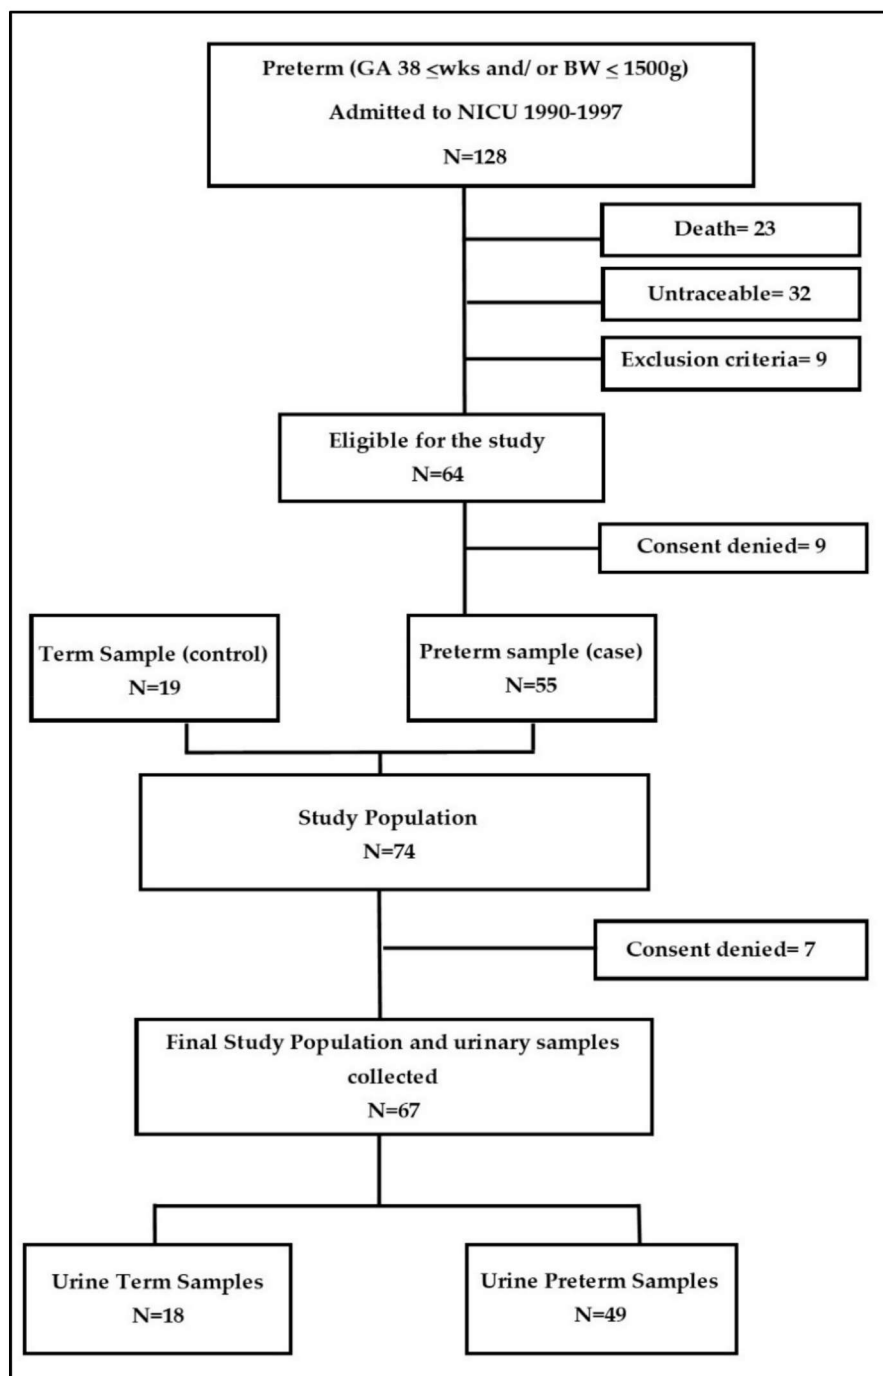 Preterm (GA 38 ≤wks and/ or BW ≤ 1500g)
Admitted to NICU 1990-1997
N=128
Death= 23
Untraceable= 32
Exclusion criteria= 9
Eligible for the study
N=64
Consent denied= 9
Term Sample (control)
N=19
Preterm sample (case)
N=55
Study Population
N=74
Consent denied= 7
Final Study Population and urinary samples
collected
N=67
Urine Term Samples
N=18
Urine Preterm Samples
N=49